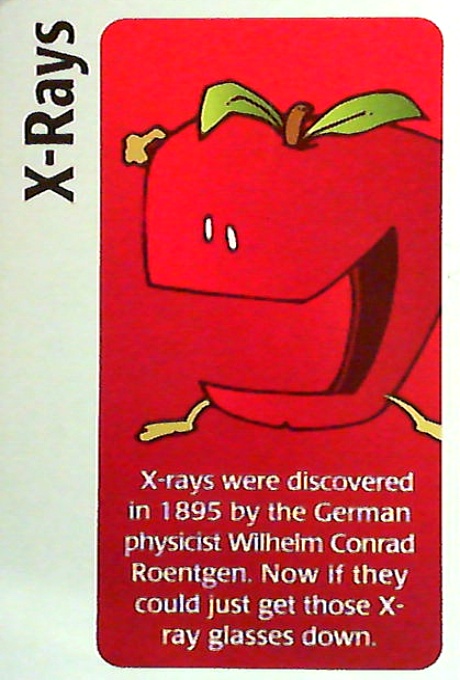 X-Rays
X-rays were discovered
in 1895 by the German
physicist Wilhelm Conrad
Roentgen. Now if they
could just get those X-
ray glasses down.